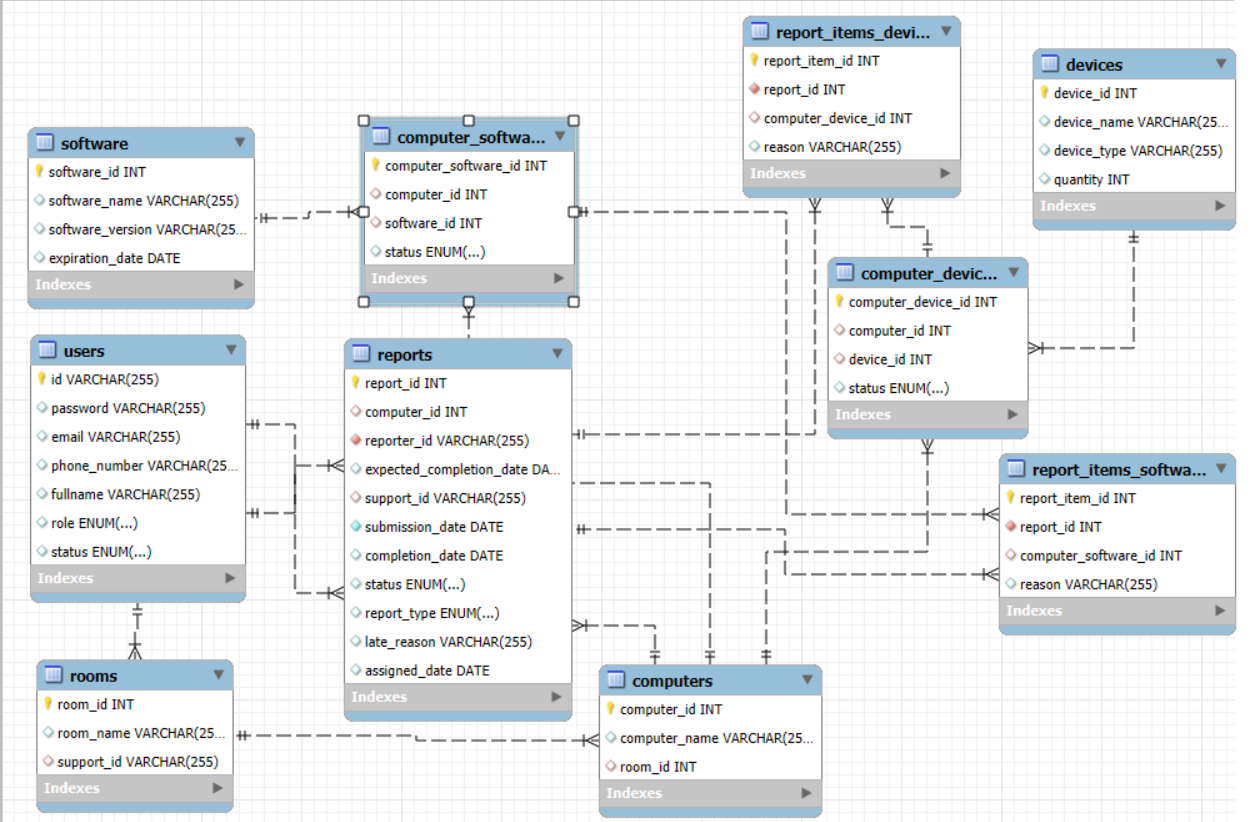 report_items_devi...
report_item_id INT
report_id INT
computer_device_id INT
reason VARCHAR(255)
Indexes
devices
device_id INT
device_name VARCHAR(25...
device_type VARCHAR(255)
quantity INT
Indexes
software
software_id INT
software_name VARCHAR(255)
software_version VARCHAR(25...
expiration_date DATE
Indexes
computer_softwa...
computer_software_id INT
computer_id INT
software_id INT
status ENUM(...)
Indexes
computer_devic...
computer_device_id INT
computer_id INT
device_id INT
status ENUM(...)
Indexes
users
id VARCHAR(255)
password VARCHAR(255)
email VARCHAR(255)
phone_number VARCHAR(25...
fullname VARCHAR(255)
role ENUM(...)
status ENUM(...)
Indexes
reports
report_id INT
computer_id INT
reporter_id VARCHAR(255)
expected_completion_date DA...
support_id VARCHAR(255)
submission_date DATE
completion_date DATE
status ENUM(...)
report_type ENUM(...)
late_reason VARCHAR(255)
assigned_date DATE
Indexes
report_items_softwa...
report_item_id INT
report_id INT
computer_software_id INT
reason VARCHAR(255)
Indexes
rooms
room_id INT
room_name VARCHAR(25...
support_id VARCHAR(255)
Indexes
computers
computer_id INT
computer_name VARCHAR(25...
room_id INT
Indexes